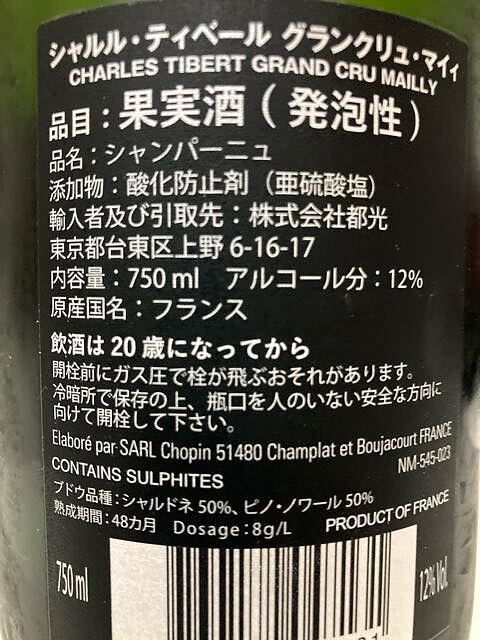 シャルル・ティベール グランクリュ・マイィ
CHARLES TIBERT GRAND CRU MAILLY
品目：果実酒（発泡性）
品名：シャンパーニュ
添加物：酸化防止剤（亜硫酸塩）
輸入者及び引取先：株式会社都光
東京都台東区上野 6-16-17
内容量：750 ml　アルコール分：12%
原産国名：フランス
飲酒は 20 歳になってから
開栓前にガス圧で栓が飛ぶおそれがあります。
冷暗所で保存の上、瓶口を人のいない安全な方向に
向けて開栓して下さい。
Elaboré par SARL Chopin 51480 Champlat et Boujacourt FRANCE
NM-545-023
CONTAINS SULPHITES
ブドウ品種：シャルドネ 50%、ピノ・ノワール 50%
熟成期間：48カ月　Dosage：8g/L
PRODUCT OF FRANCE
750 ml
12% Vol.